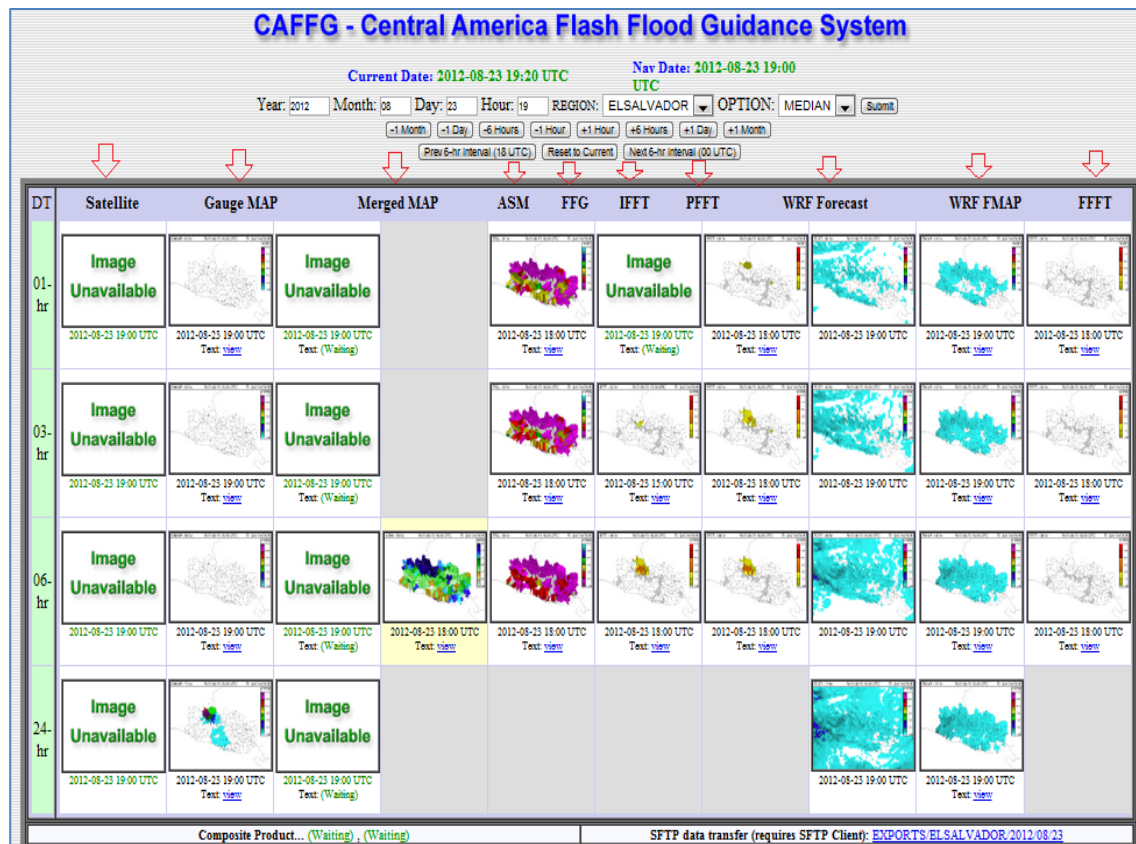 CAFFG - Central America Flash Flood Guidance System
Current Date: 2012-08-23 19:20 UTC
Nav Date: 2012-08-23 19:00
UTC
Year: 2012 Month: 08 Day: 23 Hour: 19 REGION: ELSALVADOR OPTION: MEDIAN Submit
-1 Month -1 Day -6 Hours -1 Hour +1 Hour +6 Hours +1 Day +1 Month
Prev 6-hr Interval (18 UTC) Reset to Current Next 6-hr Interval (00 UTC)
DT Satellite Gauge MAP Merged MAP ASM FFG IFFT PFFT WRF Forecast WRF FMAP FFFT
01-
hr
Image Image Image
Unavailable Unavailable Unavailable
2012-08-23 19:00 UTC 2012-08-23 19:00 UTC 2012-08-23 19:00 UTC 2012-08-23 18:00 UTC 2012-08-23 19:00 UTC 2012-08-23 18:00 UTC 2012-08-23 19:00 UTC 2012-08-23 19:00 UTC 2012-08-23 18:00 UTC
Text: view Text: (Waiting) Text: view Text: (Waiting) Text: view Text: view Text: view
03-
hr
Image Image
Unavailable Unavailable
2012-08-23 19:00 UTC 2012-08-23 19:00 UTC 2012-08-23 19:00 UTC 2012-08-23 18:00 UTC 2012-08-23 15:00 UTC 2012-08-23 18:00 UTC 2012-08-23 19:00 UTC 2012-08-23 19:00 UTC 2012-08-23 18:00 UTC
Text: view Text: (Waiting) Text: view Text: view Text: view Text: view Text: view
06-
hr
Image Image
Unavailable Unavailable
2012-08-23 19:00 UTC 2012-08-23 19:00 UTC 2012-08-23 19:00 UTC 2012-08-23 18:00 UTC 2012-08-23 18:00 UTC 2012-08-23 18:00 UTC 2012-08-23 18:00 UTC 2012-08-23 19:00 UTC 2012-08-23 19:00 UTC 2012-08-23 18:00 UTC
Text: view Text: (Waiting) Text: view Text: view Text: view Text: view Text: view Text: view
24-
hr
Image Image
Unavailable Unavailable
2012-08-23 19:00 UTC 2012-08-23 19:00 UTC 2012-08-23 19:00 UTC 2012-08-23 19:00 UTC 2012-08-23 19:00 UTC
Text: view Text: (Waiting) Text: view
Composite Product... (Waiting) , (Waiting) SFTP data transfer (requires SFTP Client): EXPORTS/ELSALVADOR/2012/08/23